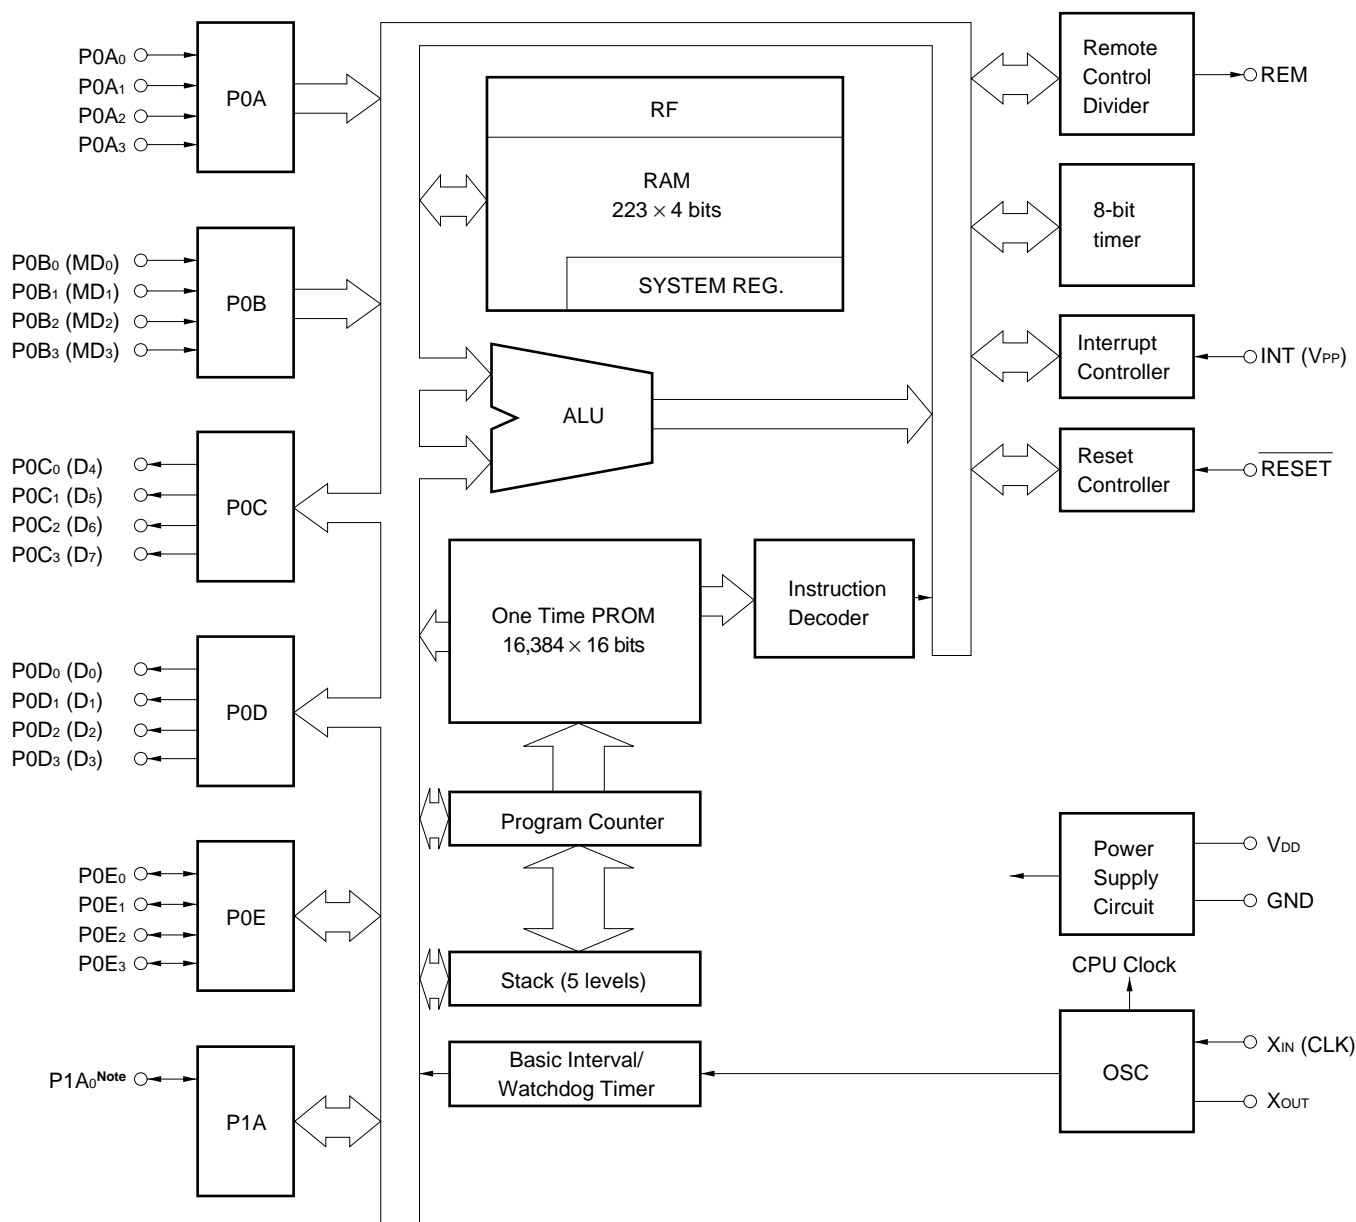 P0A0
P0A1
P0A2
P0A3
P0A
P0B0 (MD0)
P0B1 (MD1)
P0B2 (MD2)
P0B3 (MD3)
P0B
P0C0 (D4)
P0C1 (D5)
P0C2 (D6)
P0C3 (D7)
P0C
P0D0 (D0)
P0D1 (D1)
P0D2 (D2)
P0D3 (D3)
P0D
P0E0
P0E1
P0E2
P0E3
P0E
P1A0Note
P1A
RF
RAM
223 × 4 bits
SYSTEM REG.
ALU
One Time PROM
16,384 × 16 bits
Instruction
Decoder
Program Counter
Stack (5 levels)
Basic Interval/
Watchdog Timer
Remote
Control
Divider
REM
8-bit
timer
Interrupt
Controller
INT (VPP)
Reset
Controller
RESET
Power
Supply
Circuit
VDD
GND
CPU Clock
OSC
XIN (CLK)
XOUT